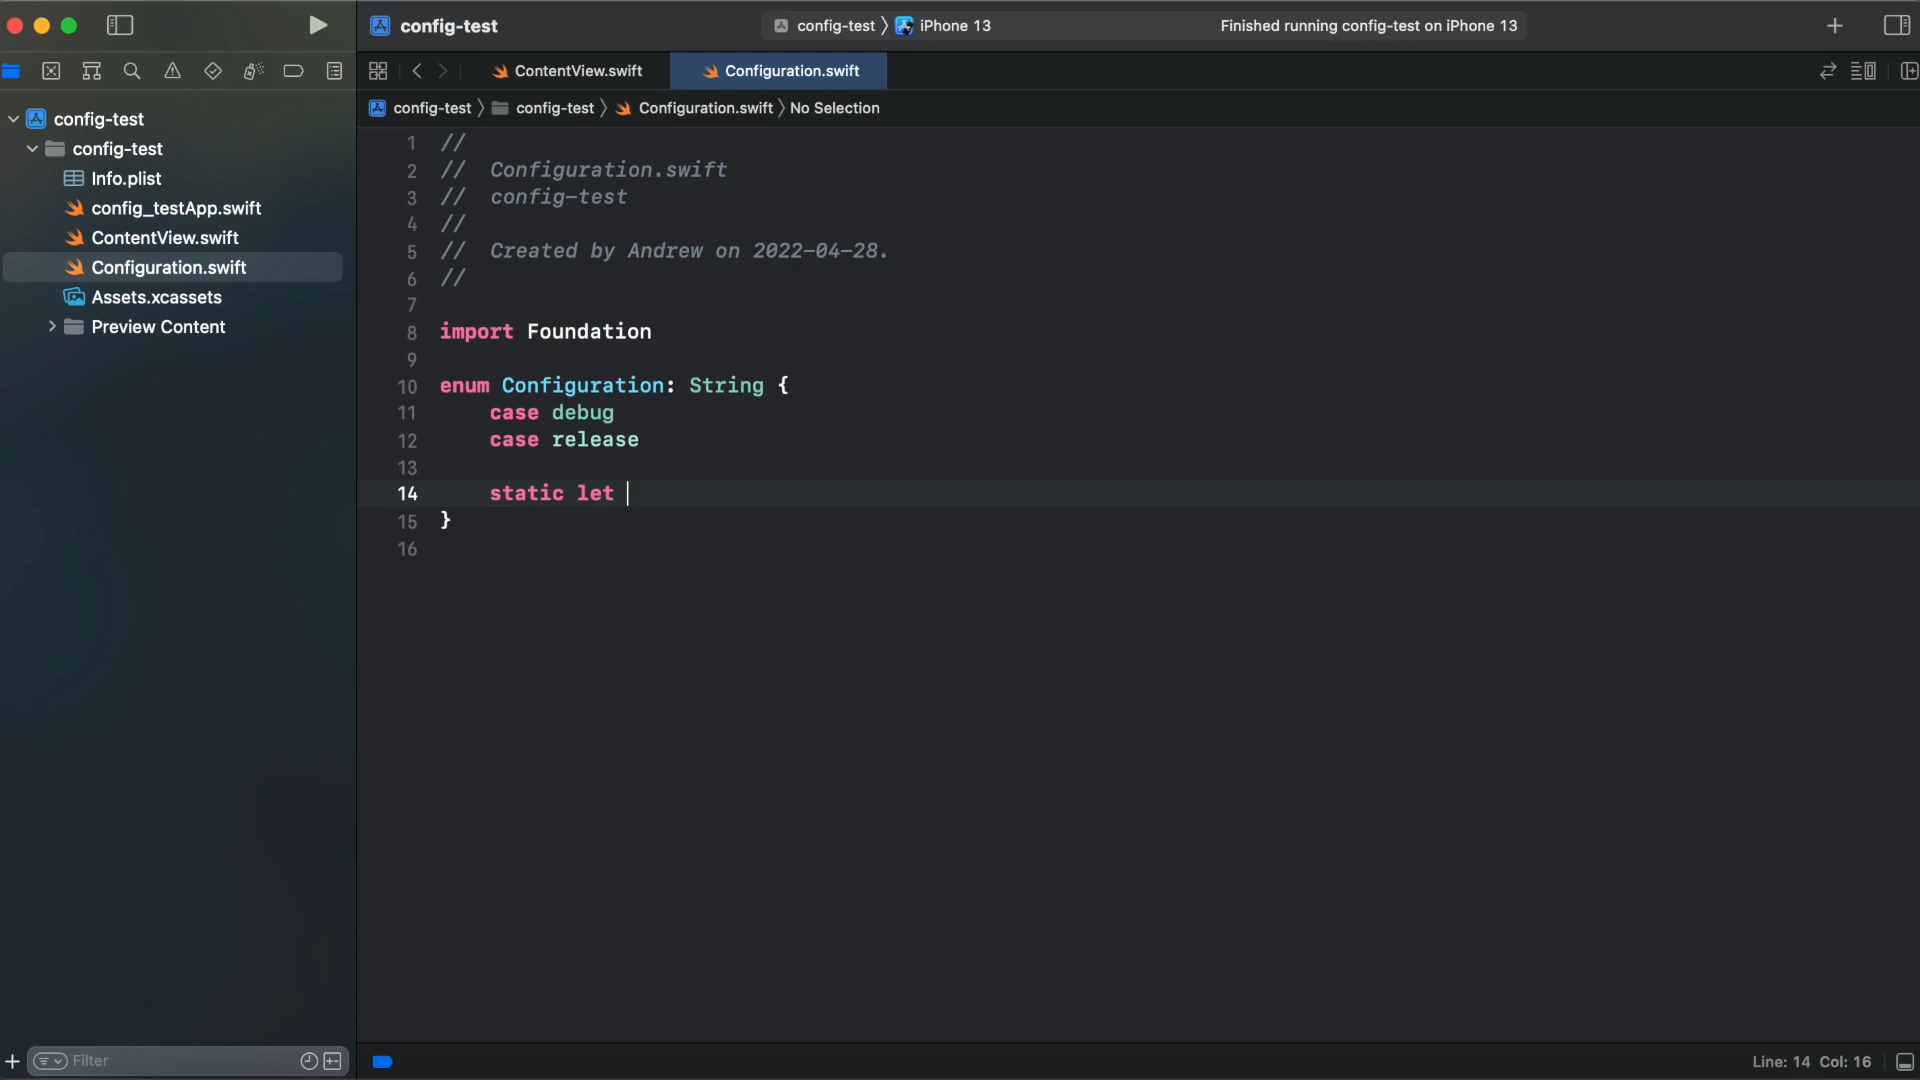 config-test
config-test
iPhone 13
Finished running config-test on iPhone 13
ContentView.swift
Configuration.swift
config-test
config-test
Configuration.swift
No Selection
config-test
config-test
Info.plist
config_testApp.swift
ContentView.swift
Configuration.swift
Assets.xcassets
Preview Content
1 //
2 // Configuration.swift
3 // config-test
4 //
5 // Created by Andrew on 2022-04-28.
6 //
7
8 import Foundation
9
10 enum Configuration: String {
11 case debug
12 case release
13
14 static let
15 }
16
Filter
Line: 14 Col: 16